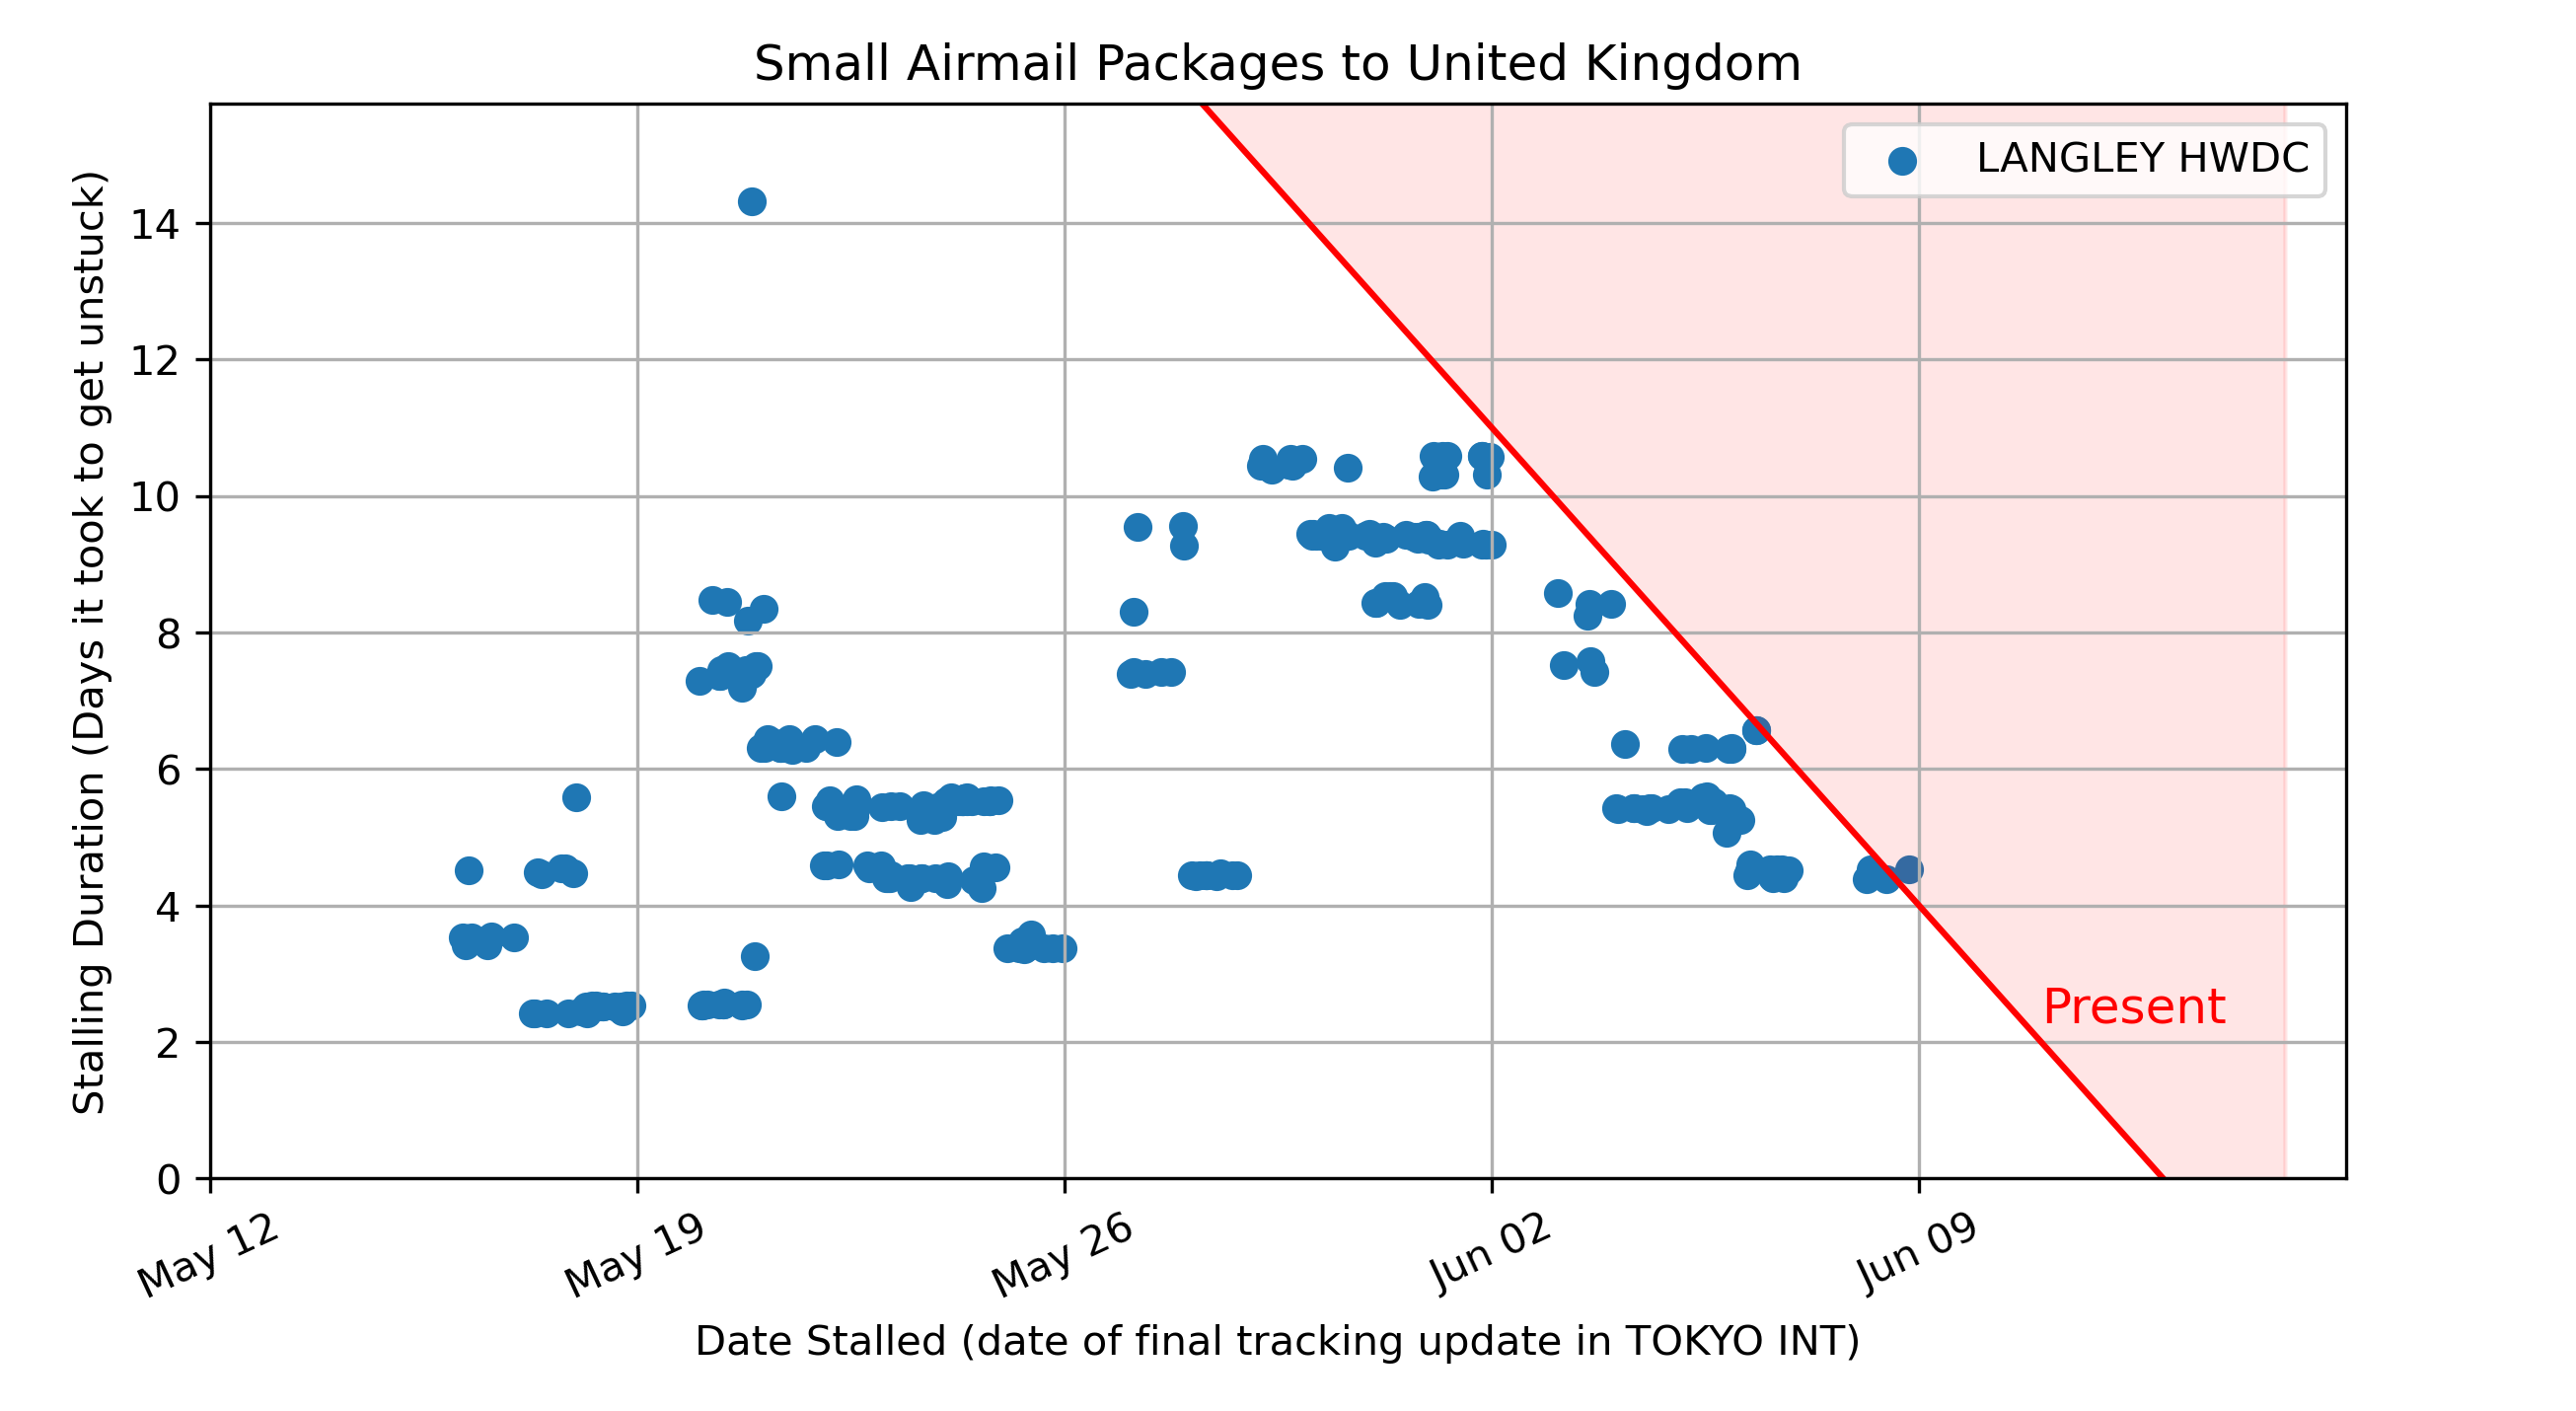 Small Airmail Packages to United Kingdom
LANGLEY HWDC
Stalling Duration (Days it took to get unstuck)
14
12
10
8
6
4
2
0
Present
May 12
May 19
May 26
Jun 02
Jun 09
Date Stalled (date of final tracking update in TOKYO INT)